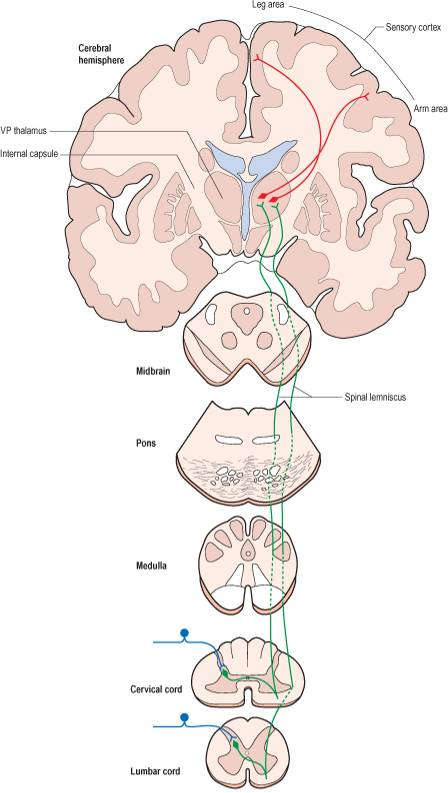 Leg area
Sensory cortex
Cerebral
hemisphere
Arm area
VP thalamus
Internal capsule
Midbrain
Spinal lemniscus
Pons
Medulla
Cervical cord
Lumbar cord